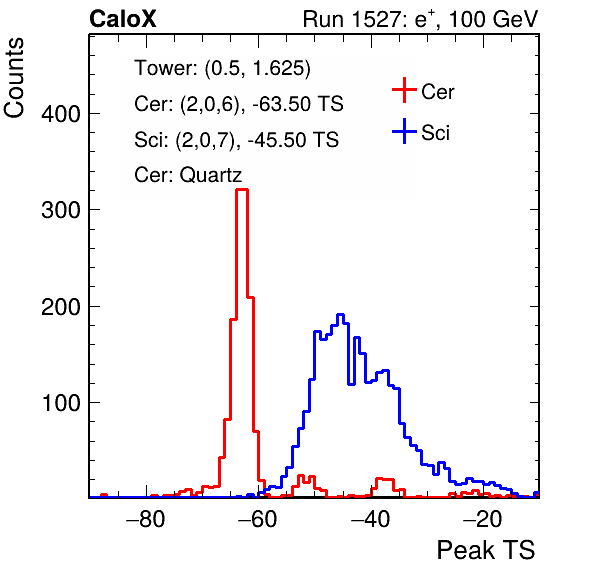 CaloX Run 1527: e+, 100 GeV
Counts
Tower: (0.5, 1.625)
Cer: (2,0,6), -63.50 TS
Sci: (2,0,7), -45.50 TS
Cer: Quartz
Cer
Sci
400
300
200
100
−80 −60 −40 −20
Peak TS